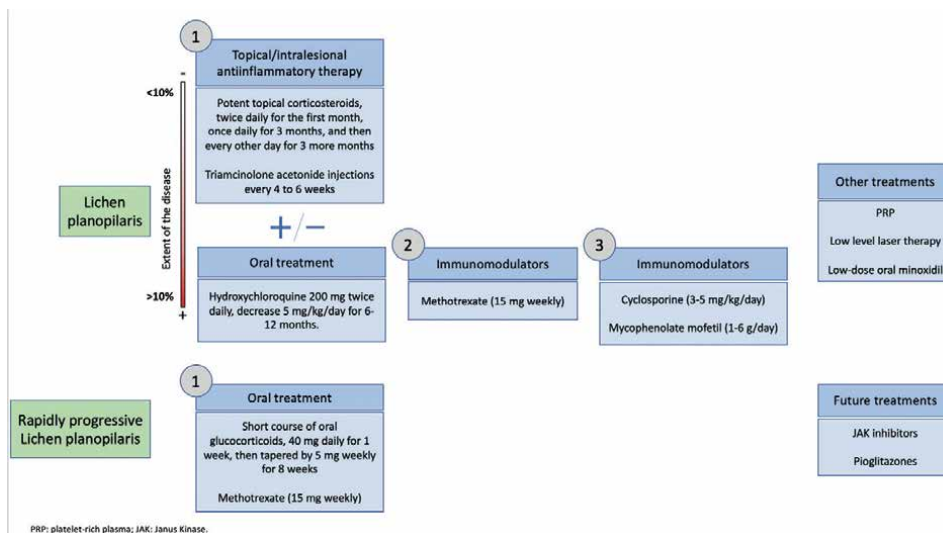 1
Topical/intralesional
antiinflammatory therapy
Potent topical corticosteroids,
twice daily for the first month,
once daily for 3 months, and then
every other day for 3 more months
Triamcinolone acetonide injections
every 4 to 6 weeks
-
<10%
Extent of the disease
>10%
+
Lichen
planopilaris
+/−
Oral treatment
Hydroxychloroquine 200 mg twice
daily, decrease 5 mg/kg/day for 6-
12 months.
2
Immunomodulators
Methotrexate (15 mg weekly)
3
Immunomodulators
Cyclosporine (3-5 mg/kg/day)
Mycophenolate mofetil (1-6 g/day)
Other treatments
PRP
Low level laser therapy
Low-dose oral minoxidil
Rapidly progressive
Lichen planopilaris
1
Oral treatment
Short course of oral
glucocorticoids, 40 mg daily for 1
week, then tapered by 5 mg weekly
for 8 weeks
Methotrexate (15 mg weekly)
Future treatments
JAK inhibitors
Pioglitazones
PRP: platelet-rich plasma; JAK: Janus Kinase.